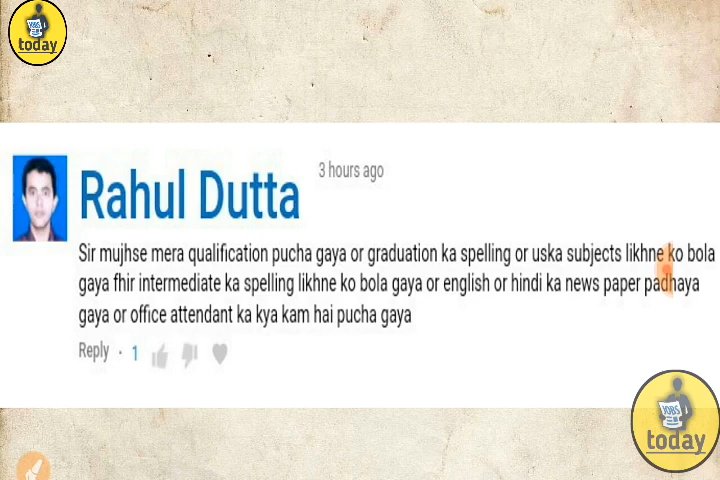 JOBS
today
3 hours ago
Rahul Dutta
Sir mujhse mera qualification pucha gaya or graduation ka spelling or uska subjects likhne ko bola
gaya fhir intermediate ka spelling likhne ko bola gaya or english or hindi ka news paper padhaya
gaya or office attendant ka kya kam hai pucha gaya
Reply · 1
JOBS
today